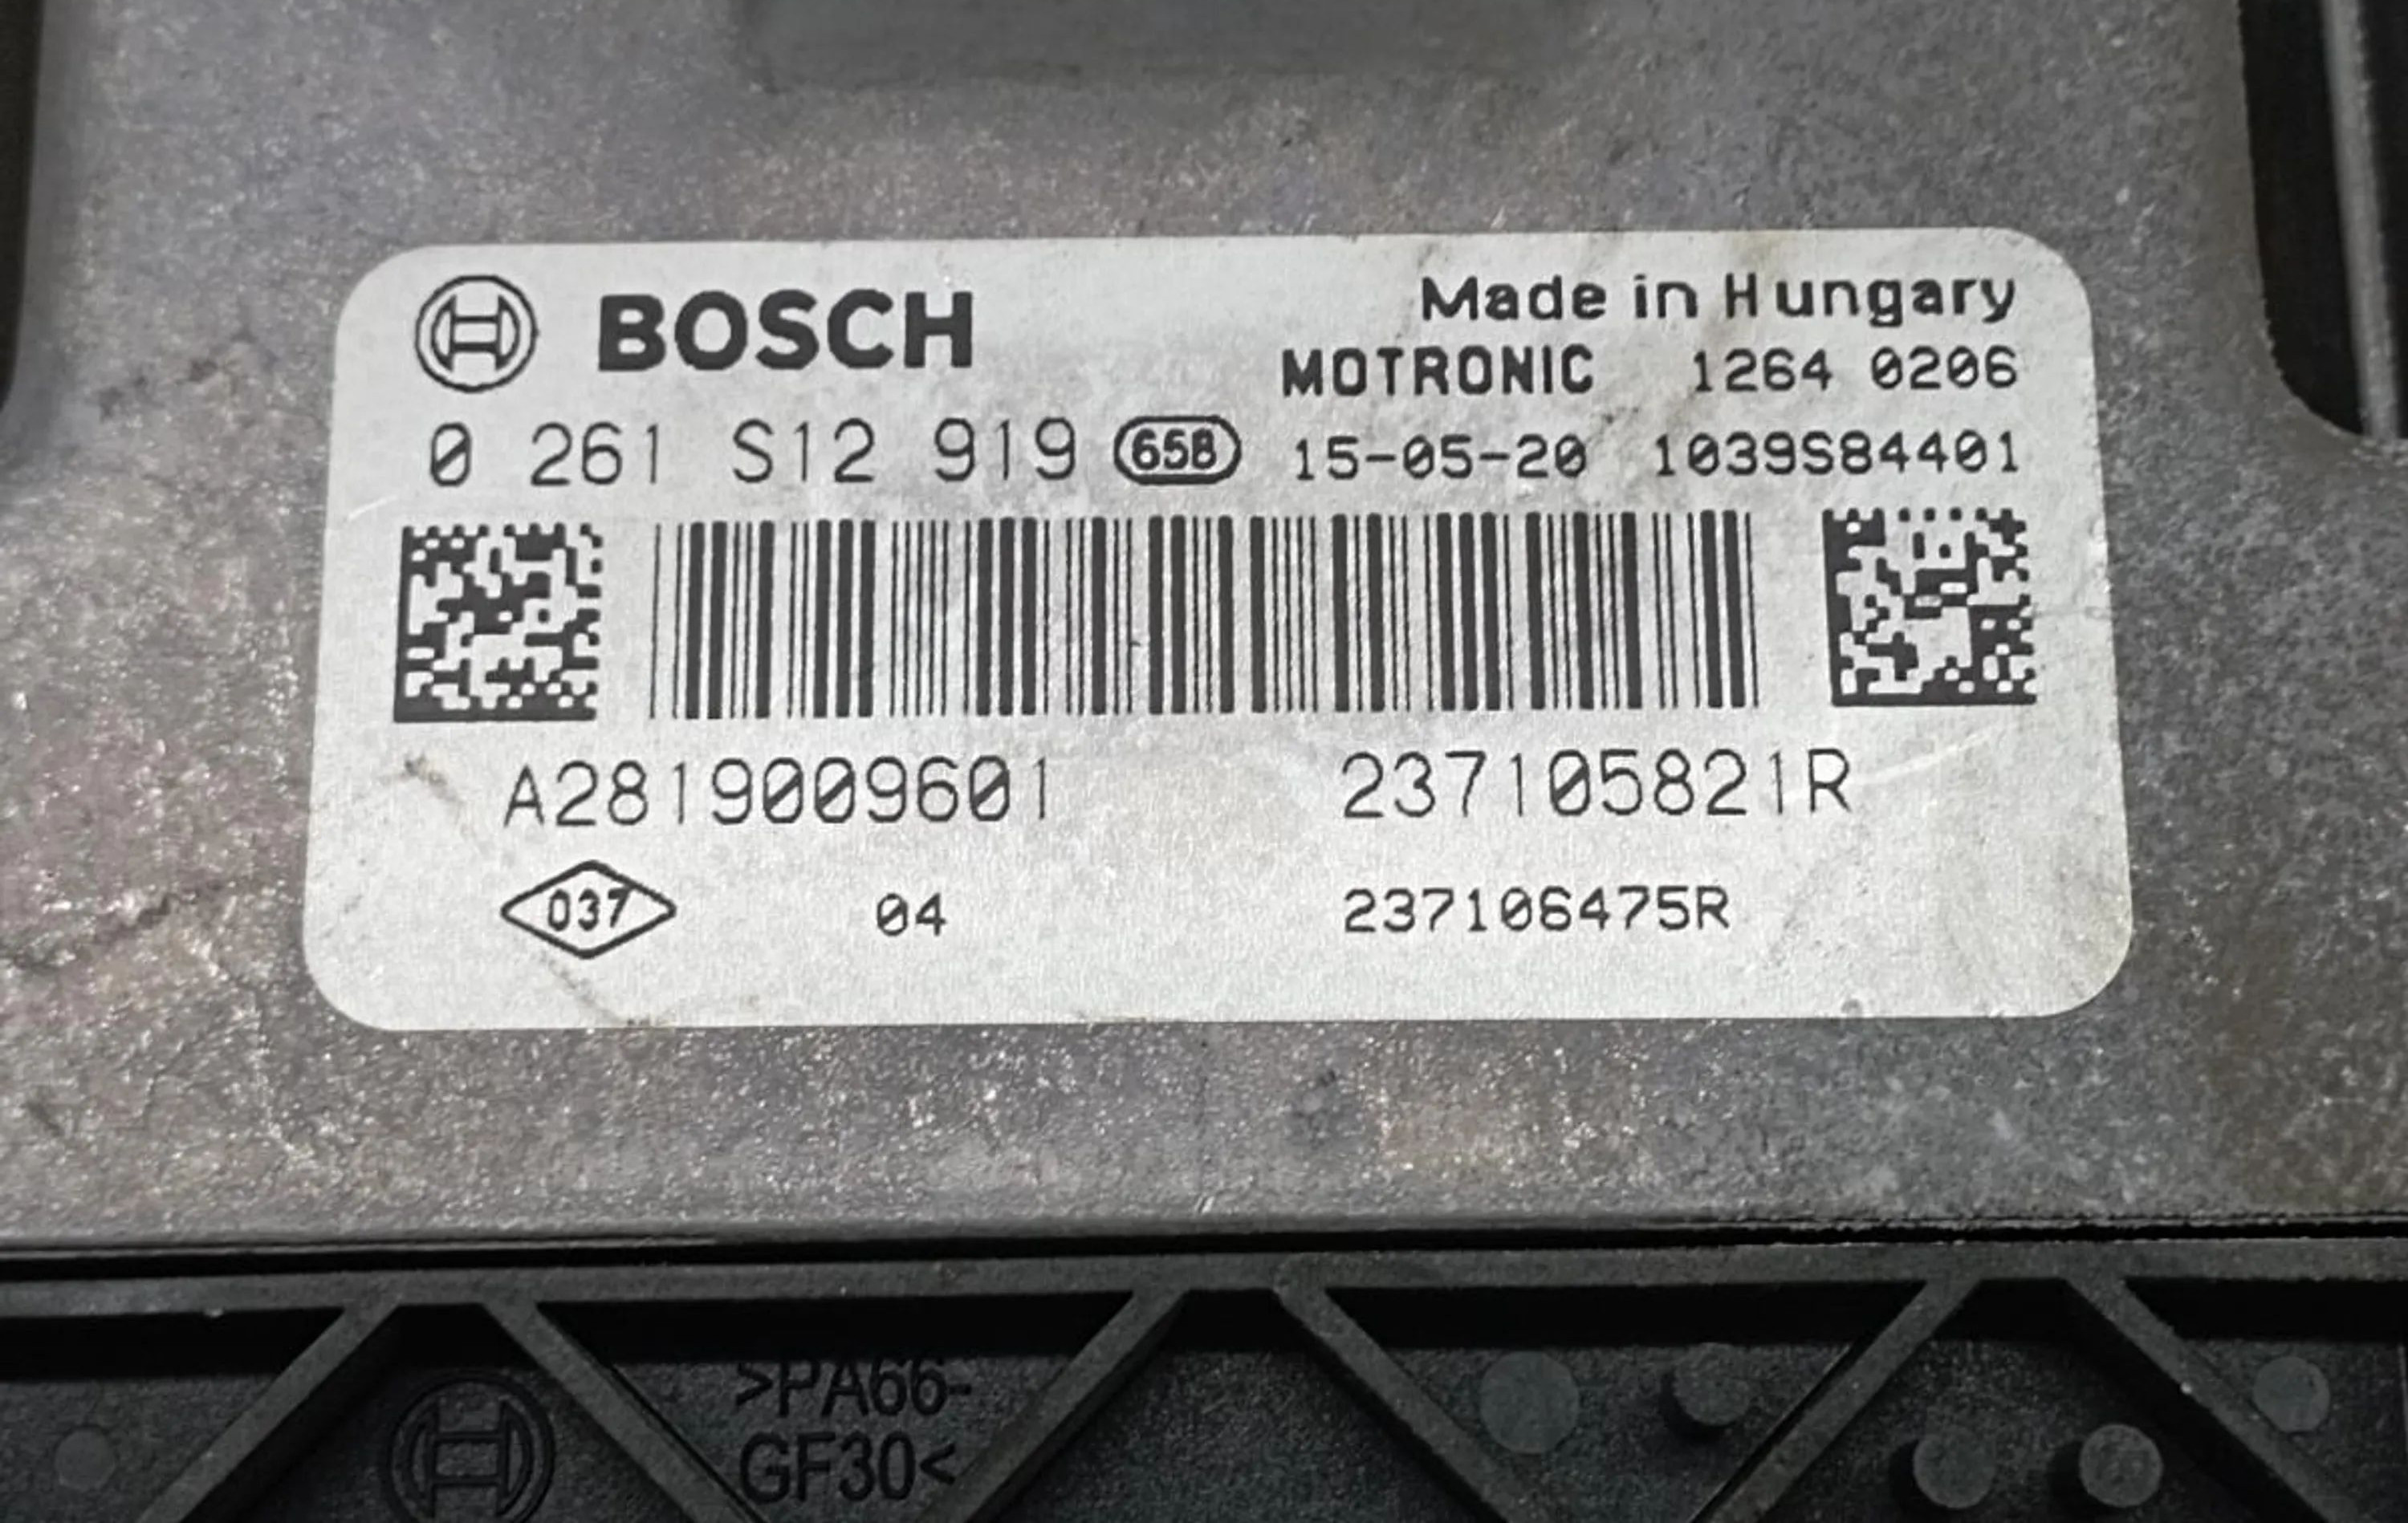 BOSCH
Made in Hungary
MOTRONIC 1264 0206
0 261 S12 919 65B 15-05-20 1039S84401
A2819009601 237105821R
037 04 237106475R
>PA66-
GF30<